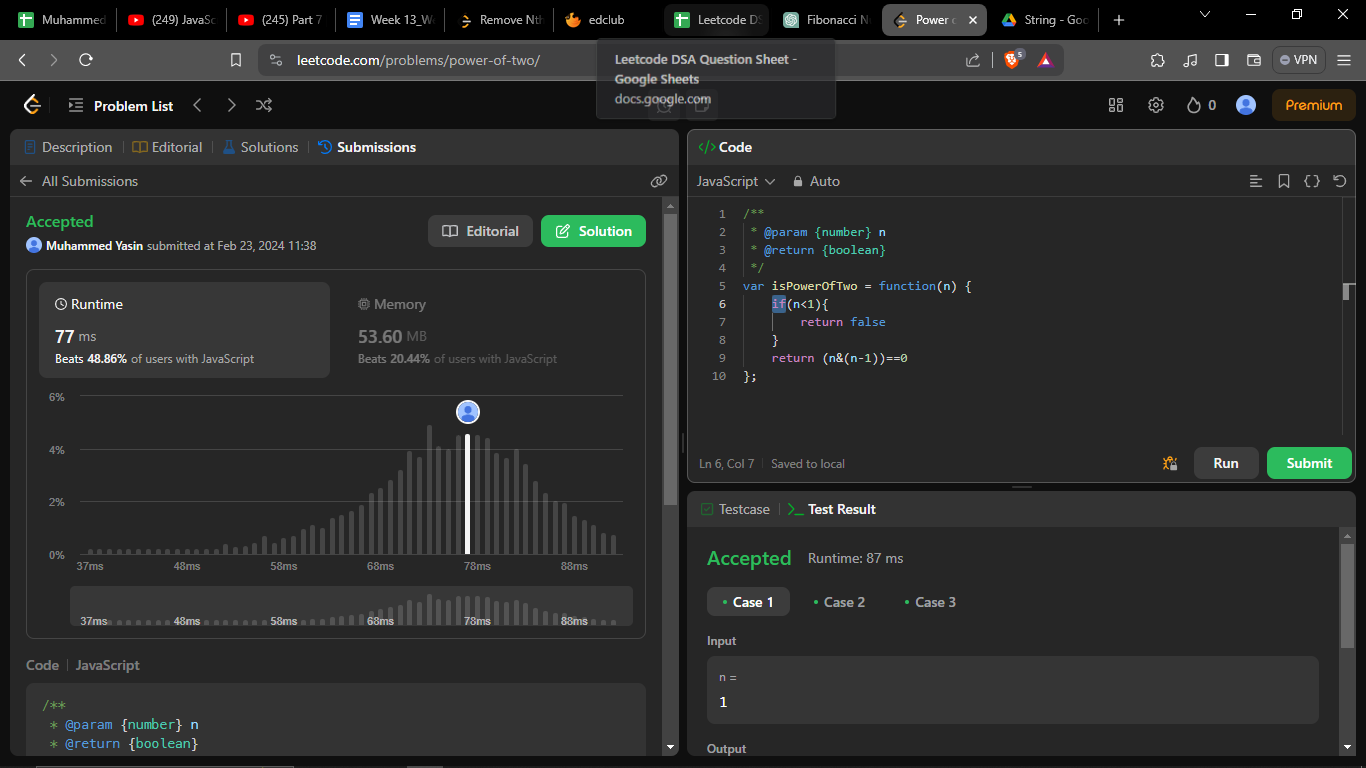 Muhammed
(249) JavaSc
(245) Part 7
Week 13_W
Remove Nth
edclub
Leetcode DS
Fibonacci N
Power o
String - Goo
leetcode.com/problems/power-of-two/
5
VPN
Leetcode DSA Question Sheet -
Google Sheets
docs.google.com
Problem List
0
Premium
Description
Editorial
Solutions
Submissions
All Submissions
Accepted
Muhammed Yasin submitted at Feb 23, 2024 11:38
Editorial
Solution
Runtime
77 ms
Beats 48.86% of users with JavaScript
Memory
53.60 MB
Beats 20.44% of users with JavaScript
6%
4%
2%
0%
37ms 48ms 58ms 68ms 78ms 88ms
37ms 48ms 58ms 68ms 78ms 88ms
Code | JavaScript
/**
* @param {number} n
* @return {boolean}
</> Code
JavaScript
Auto
1 /**
2 * @param {number} n
3 * @return {boolean}
4 */
5 var isPowerOfTwo = function(n) {
6 if(n<1){
7 return false
8 }
9 return (n&(n-1))==0
10 };
Ln 6, Col 7 | Saved to local
Run
Submit
Testcase
>_ Test Result
Accepted Runtime: 87 ms
• Case 1 • Case 2 • Case 3
Input
n =
1
Output